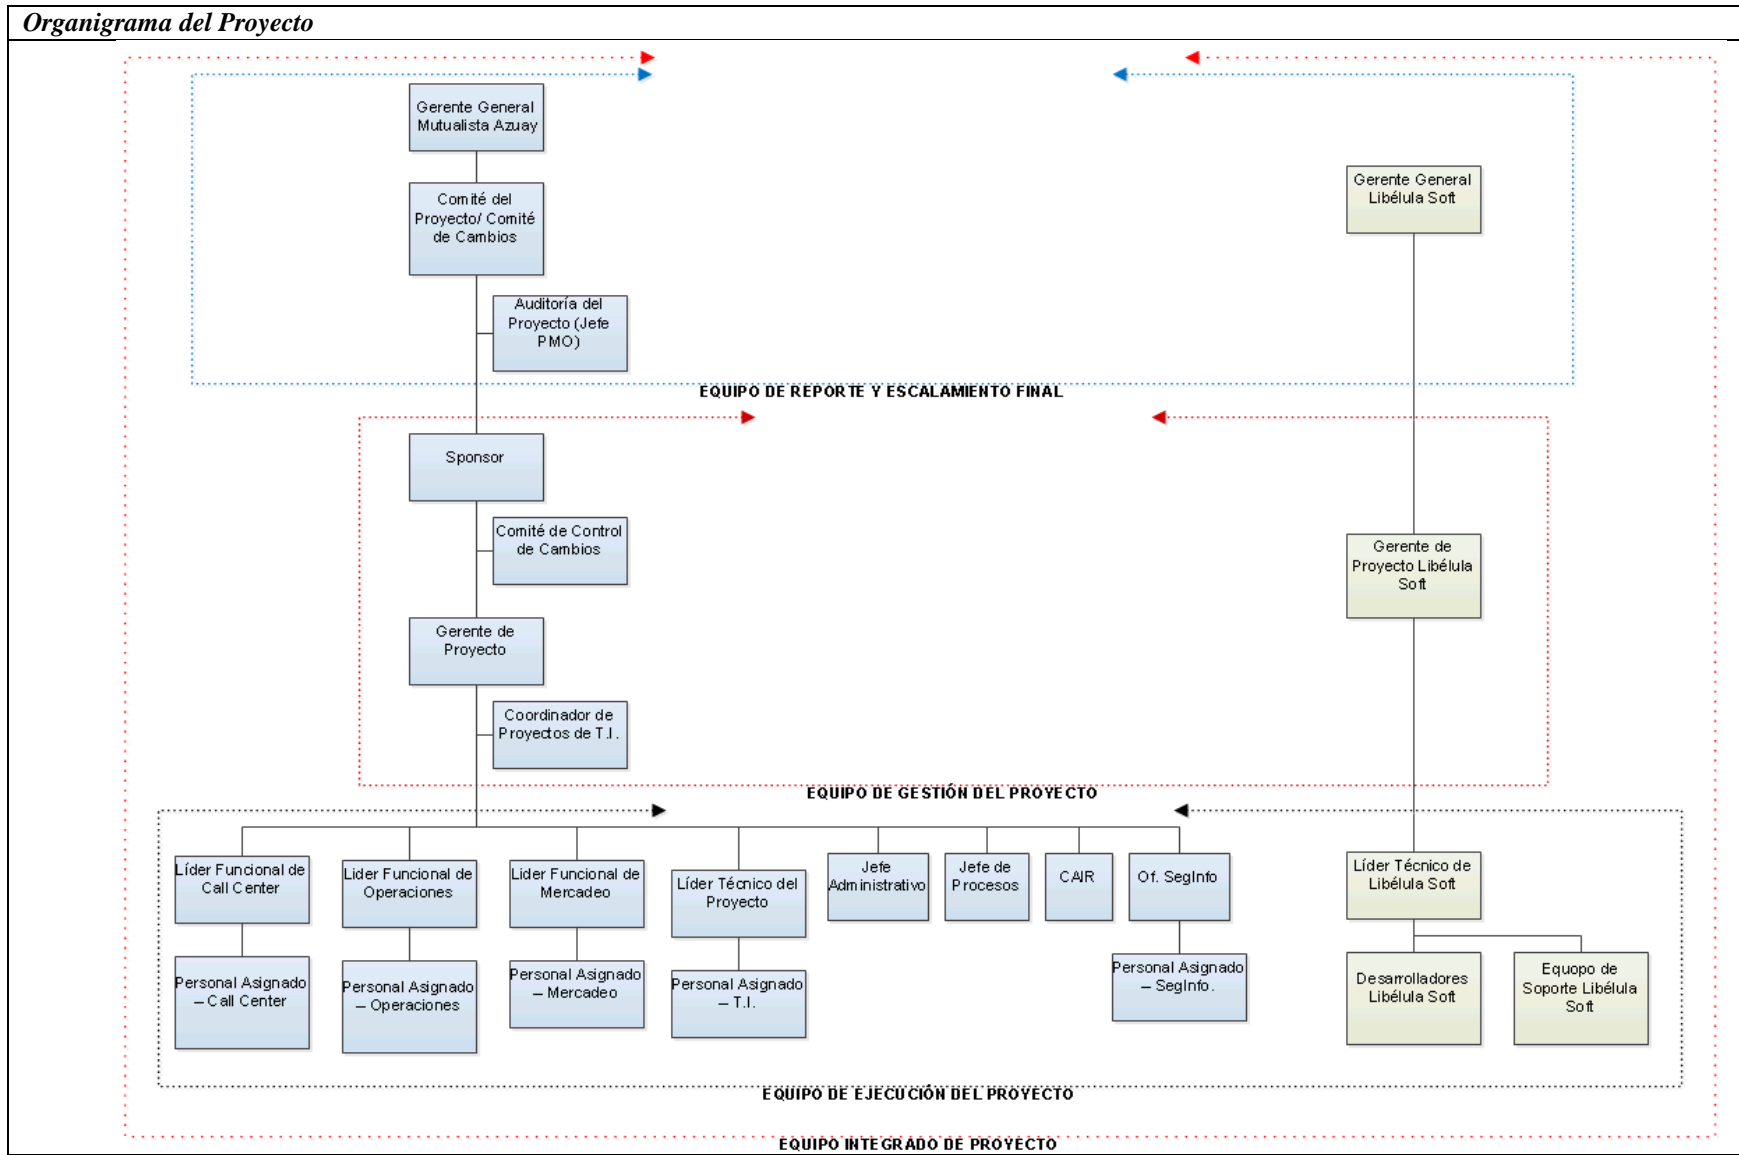 Organigrama del Proyecto
Gerente General
Mutualista Azuay
Comité del
Proyecto/ Comité
de Cambios
Auditoría del
Proyecto (Jefe
PMO)
Gerente General
Libélula Soft
EQUIPO DE REPORTE Y ESCALAMIENTO FINAL
Sponsor
Comité de Control
de Cambios
Gerente de
Proyecto
Coordinador de
Proyectos de T.I.
Gerente de
Proyecto Libélula
Soft
EQUIPO DE GESTIÓN DEL PROYECTO
Líder Funcional de
Call Center
Lider Funcional de
Operaciones
Lider Funcional de
Mercadeo
Líder Técnico del
Proyecto
Jefe
Administrativo
Jefe de
Procesos
CAIR
Of. SegInfo
Líder Técnico de
Libélula Soft
Personal Asignado
– Call Center
Personal Asignado
– Operaciones
Personal Asignado
– Mercadeo
Personal Asignado
– T.I.
Personal Asignado
– SegInfo.
Desarrolladores
Libélula Soft
Equopo de
Soporte Libélula
Soft
EQUIPO DE EJECUCIÓN DEL PROYECTO
EQUIPO INTEGRADO DE PROYECTO